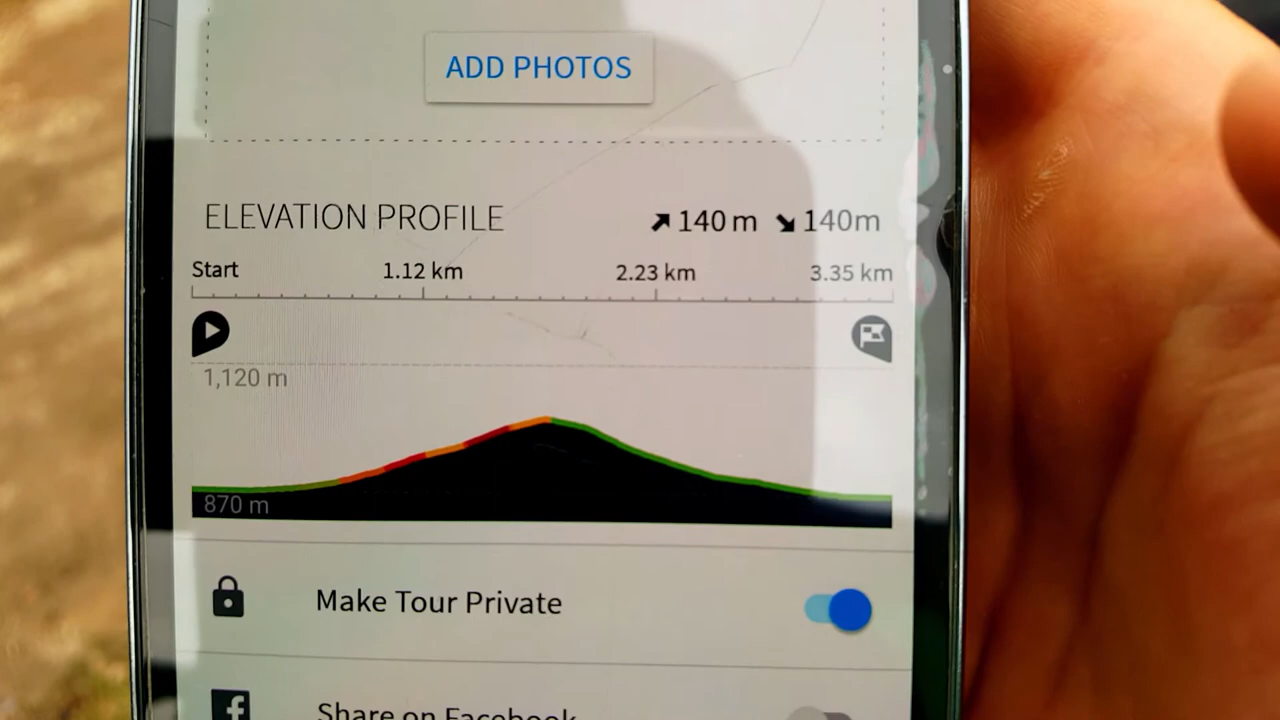 ADD PHOTOS
ELEVATION PROFILE 140 m 140m
Start 1.12 km 2.23 km 3.35 km
1,120 m
870 m
Make Tour Private
Share on Facebook